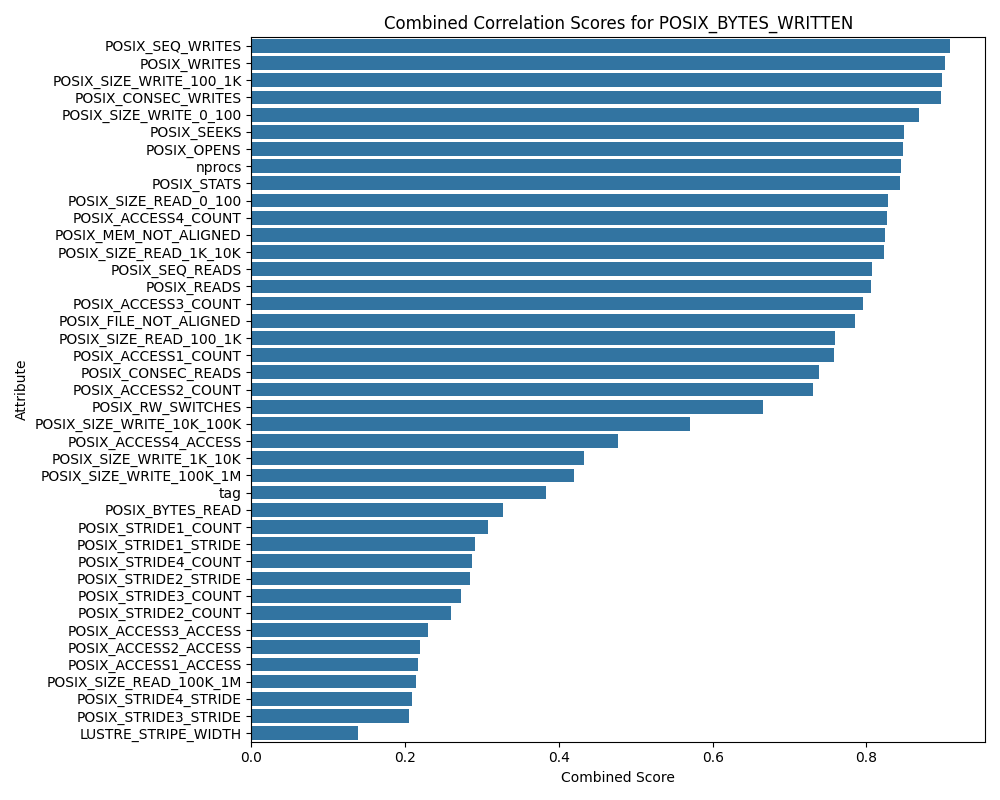 Combined Correlation Scores for POSIX_BYTES_WRITTEN
POSIX_SEQ_WRITES
POSIX_WRITES
POSIX_SIZE_WRITE_100_1K
POSIX_CONSEC_WRITES
POSIX_SIZE_WRITE_0_100
POSIX_SEEKS
POSIX_OPENS
nprocs
POSIX_STATS
POSIX_SIZE_READ_0_100
POSIX_ACCESS4_COUNT
POSIX_MEM_NOT_ALIGNED
POSIX_SIZE_READ_1K_10K
POSIX_SEQ_READS
POSIX_READS
POSIX_ACCESS3_COUNT
POSIX_FILE_NOT_ALIGNED
POSIX_SIZE_READ_100_1K
POSIX_ACCESS1_COUNT
POSIX_CONSEC_READS
POSIX_ACCESS2_COUNT
POSIX_RW_SWITCHES
POSIX_SIZE_WRITE_10K_100K
POSIX_ACCESS4_ACCESS
POSIX_SIZE_WRITE_1K_10K
POSIX_SIZE_WRITE_100K_1M
tag
POSIX_BYTES_READ
POSIX_STRIDE1_COUNT
POSIX_STRIDE1_STRIDE
POSIX_STRIDE4_COUNT
POSIX_STRIDE2_STRIDE
POSIX_STRIDE3_COUNT
POSIX_STRIDE2_COUNT
POSIX_ACCESS3_ACCESS
POSIX_ACCESS2_ACCESS
POSIX_ACCESS1_ACCESS
POSIX_SIZE_READ_100K_1M
POSIX_STRIDE4_STRIDE
POSIX_STRIDE3_STRIDE
LUSTRE_STRIPE_WIDTH
Attribute
0.0 0.2 0.4 0.6 0.8
Combined Score